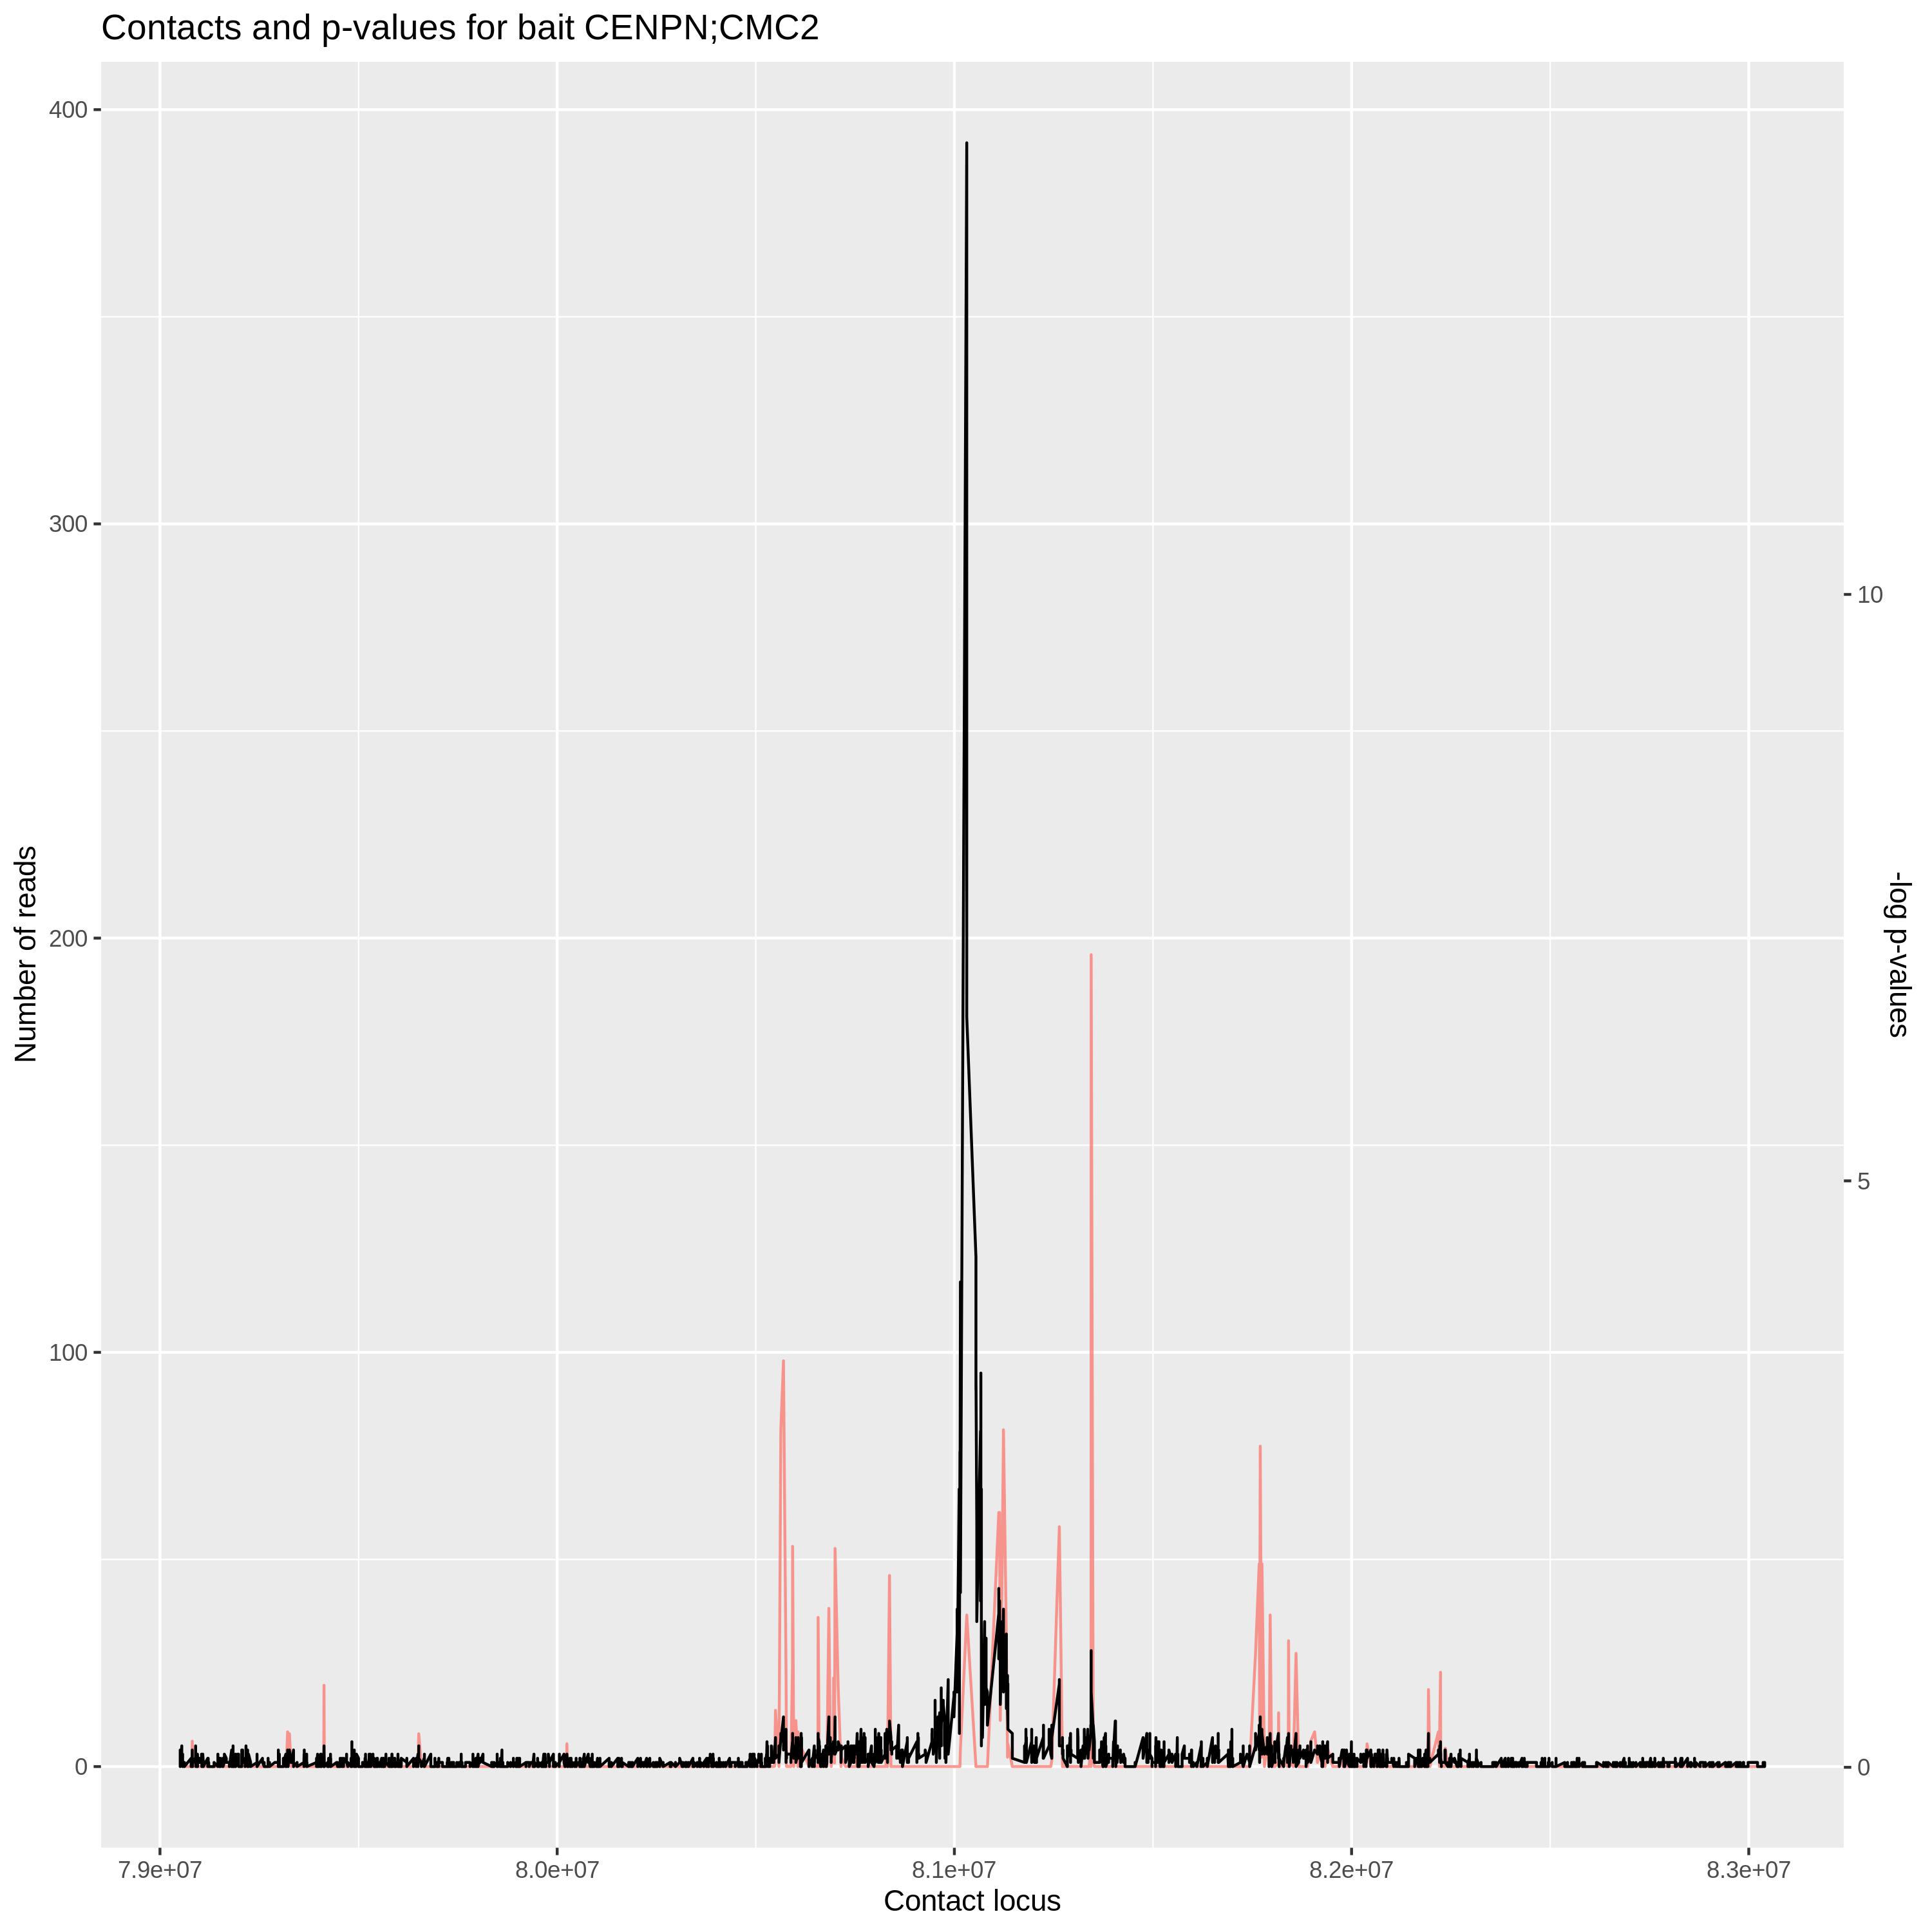 Contacts and p-values for bait CENPN;CMC2
400
300
200
100
0
Number of reads
10
5
0
-log p-values
7.9e+07
8.0e+07
8.1e+07
8.2e+07
8.3e+07
Contact locus